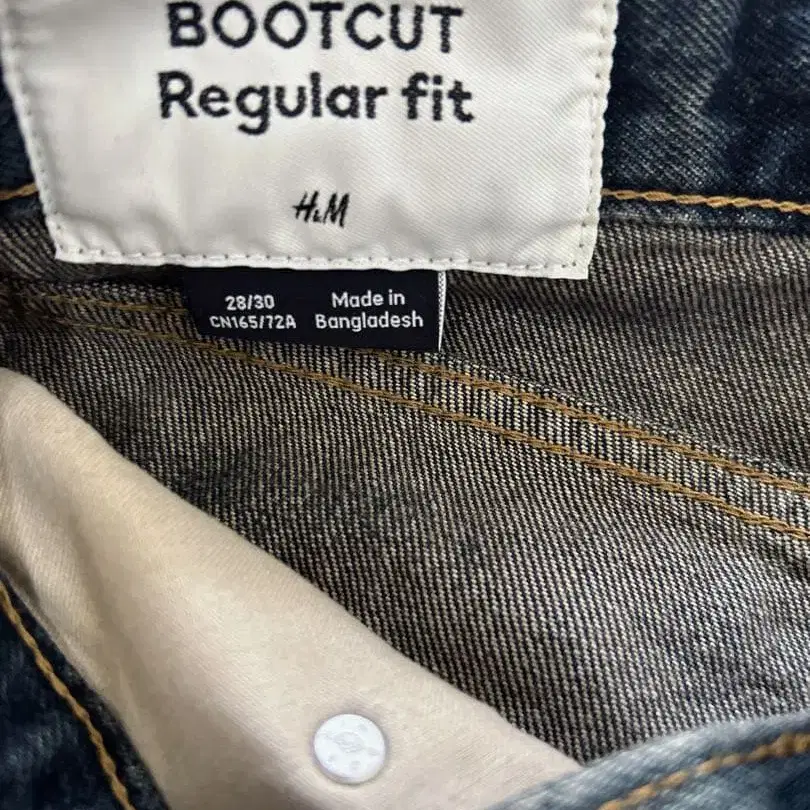 BOOTCUT
Regular fit
H&M
28/30
CN165/72A
Made in
Bangladesh